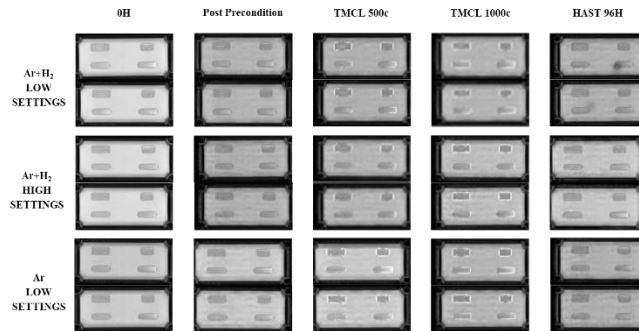 0H
Post Precondition
TMCL 500c
TMCL 1000c
HAST 96H
Ar+H₂
LOW
SETTINGS
Ar+H₂
HIGH
SETTINGS
Ar
LOW
SETTINGS